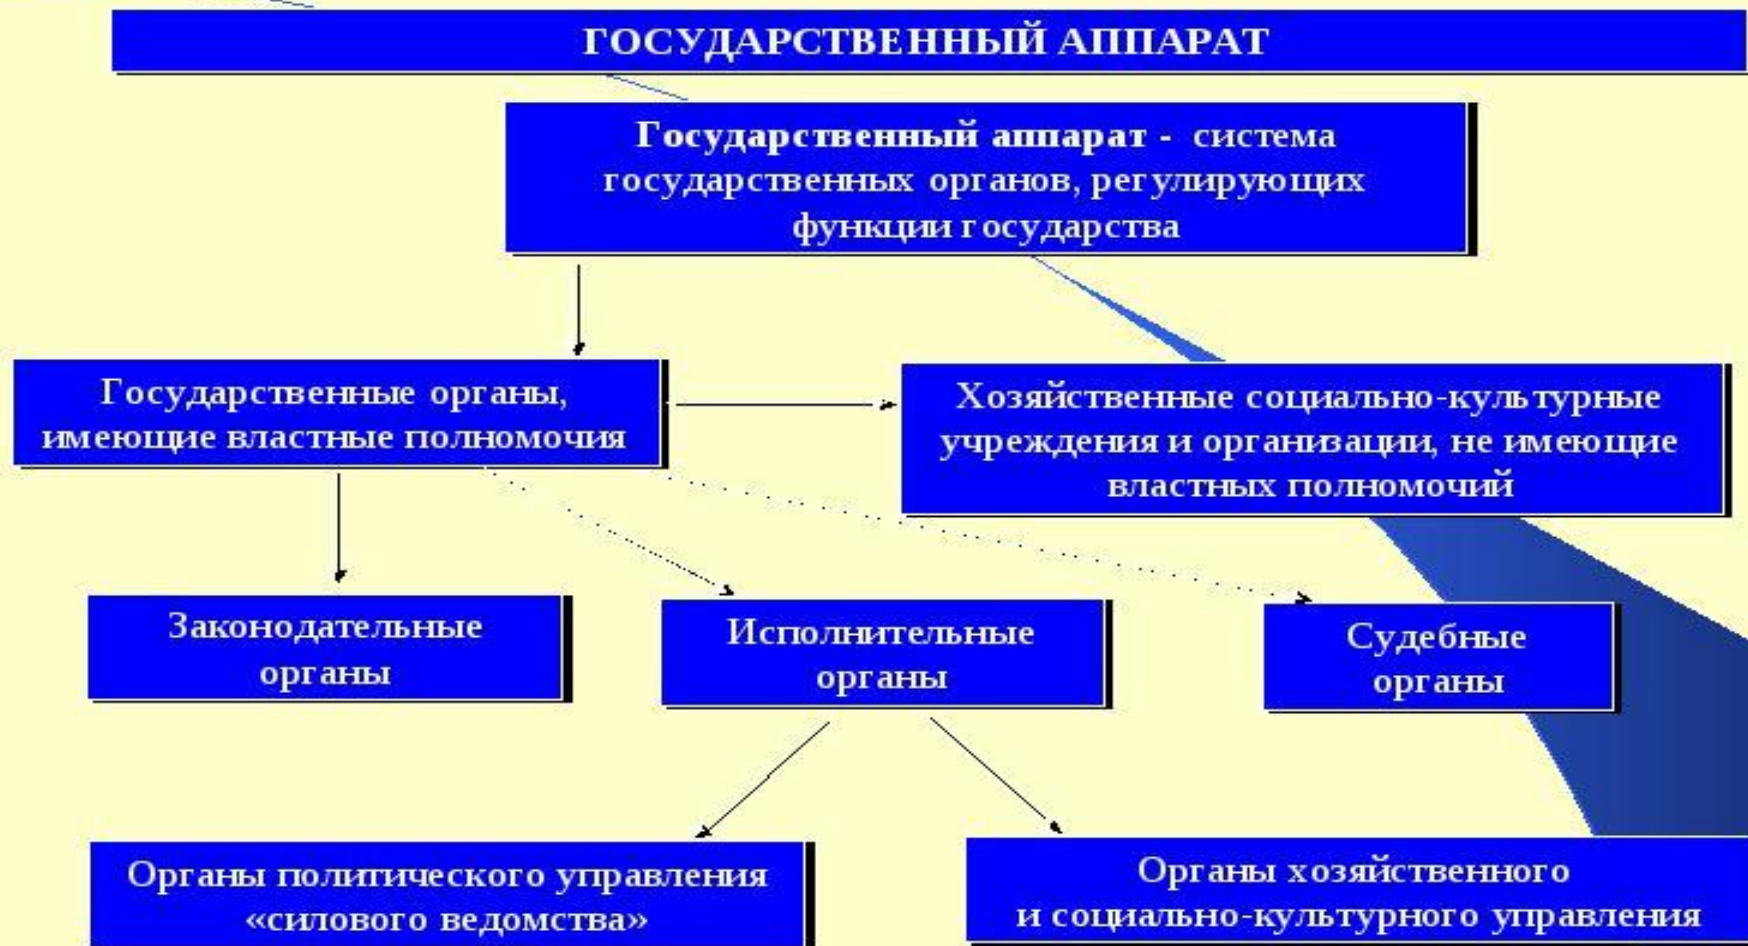 ГОСУДАРСТВЕННЫЙ АППАРАТ
Государственный аппарат - система
государственных органов, регулирующих
функции государства
Государственные органы,
имеющие властные полномочия
Хозяйственные социально-культурные
учреждения и организации, не имеющие
властных полномочий
Законодательные
органы
Исполнительные
органы
Судебные
органы
Органы политического управления
«силового ведомства»
Органы хозяйственного
и социально-культурного управления